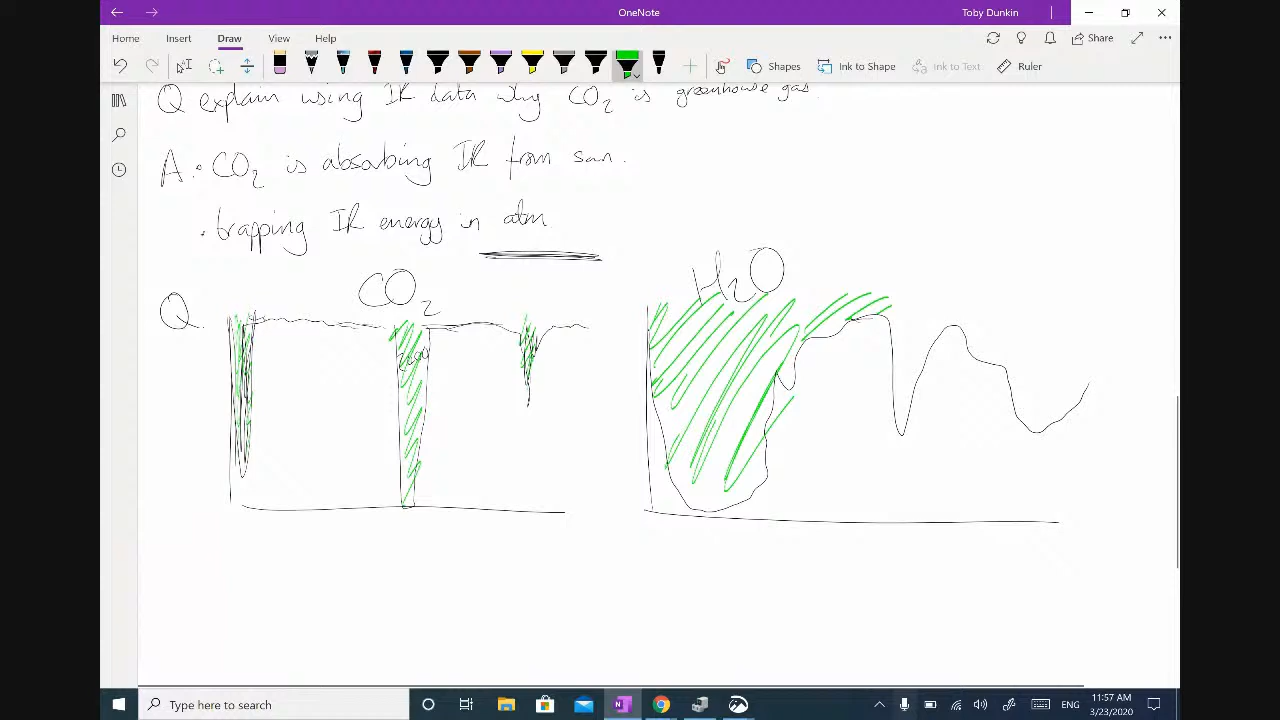 OneNote
Toby Dunkin
Home Insert Draw View Help
Share
Shapes Ink to Shape Ink to Text Ruler
Q explain using IR data why CO2 is greenhouse gas.
A. • CO2 is absorbing IR from sun.
• trapping IR energy in atm
Q. CO2 H2O
Type here to search
ENG
11:57 AM
3/23/2020